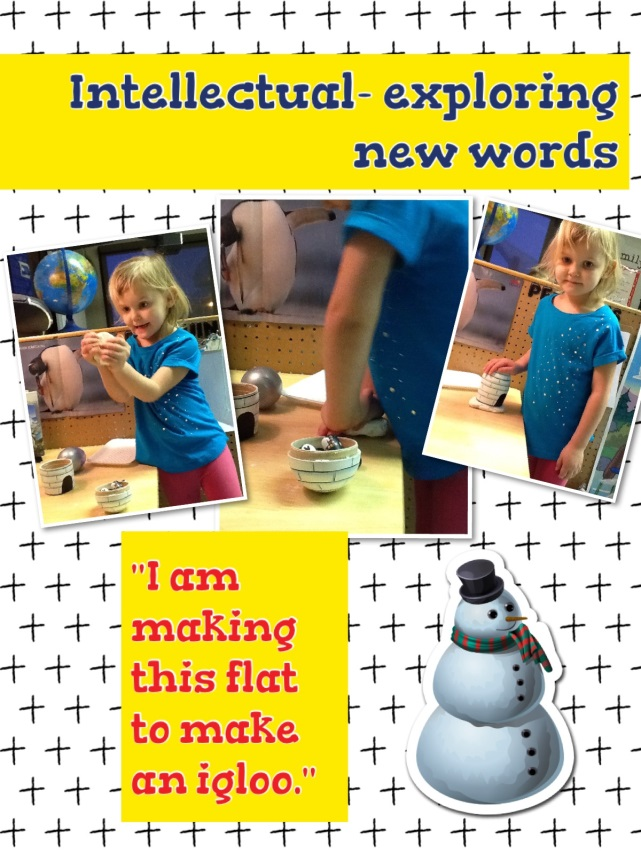 Intellectual- exploring
new words
"I am
making
this flat
to make
an igloo."